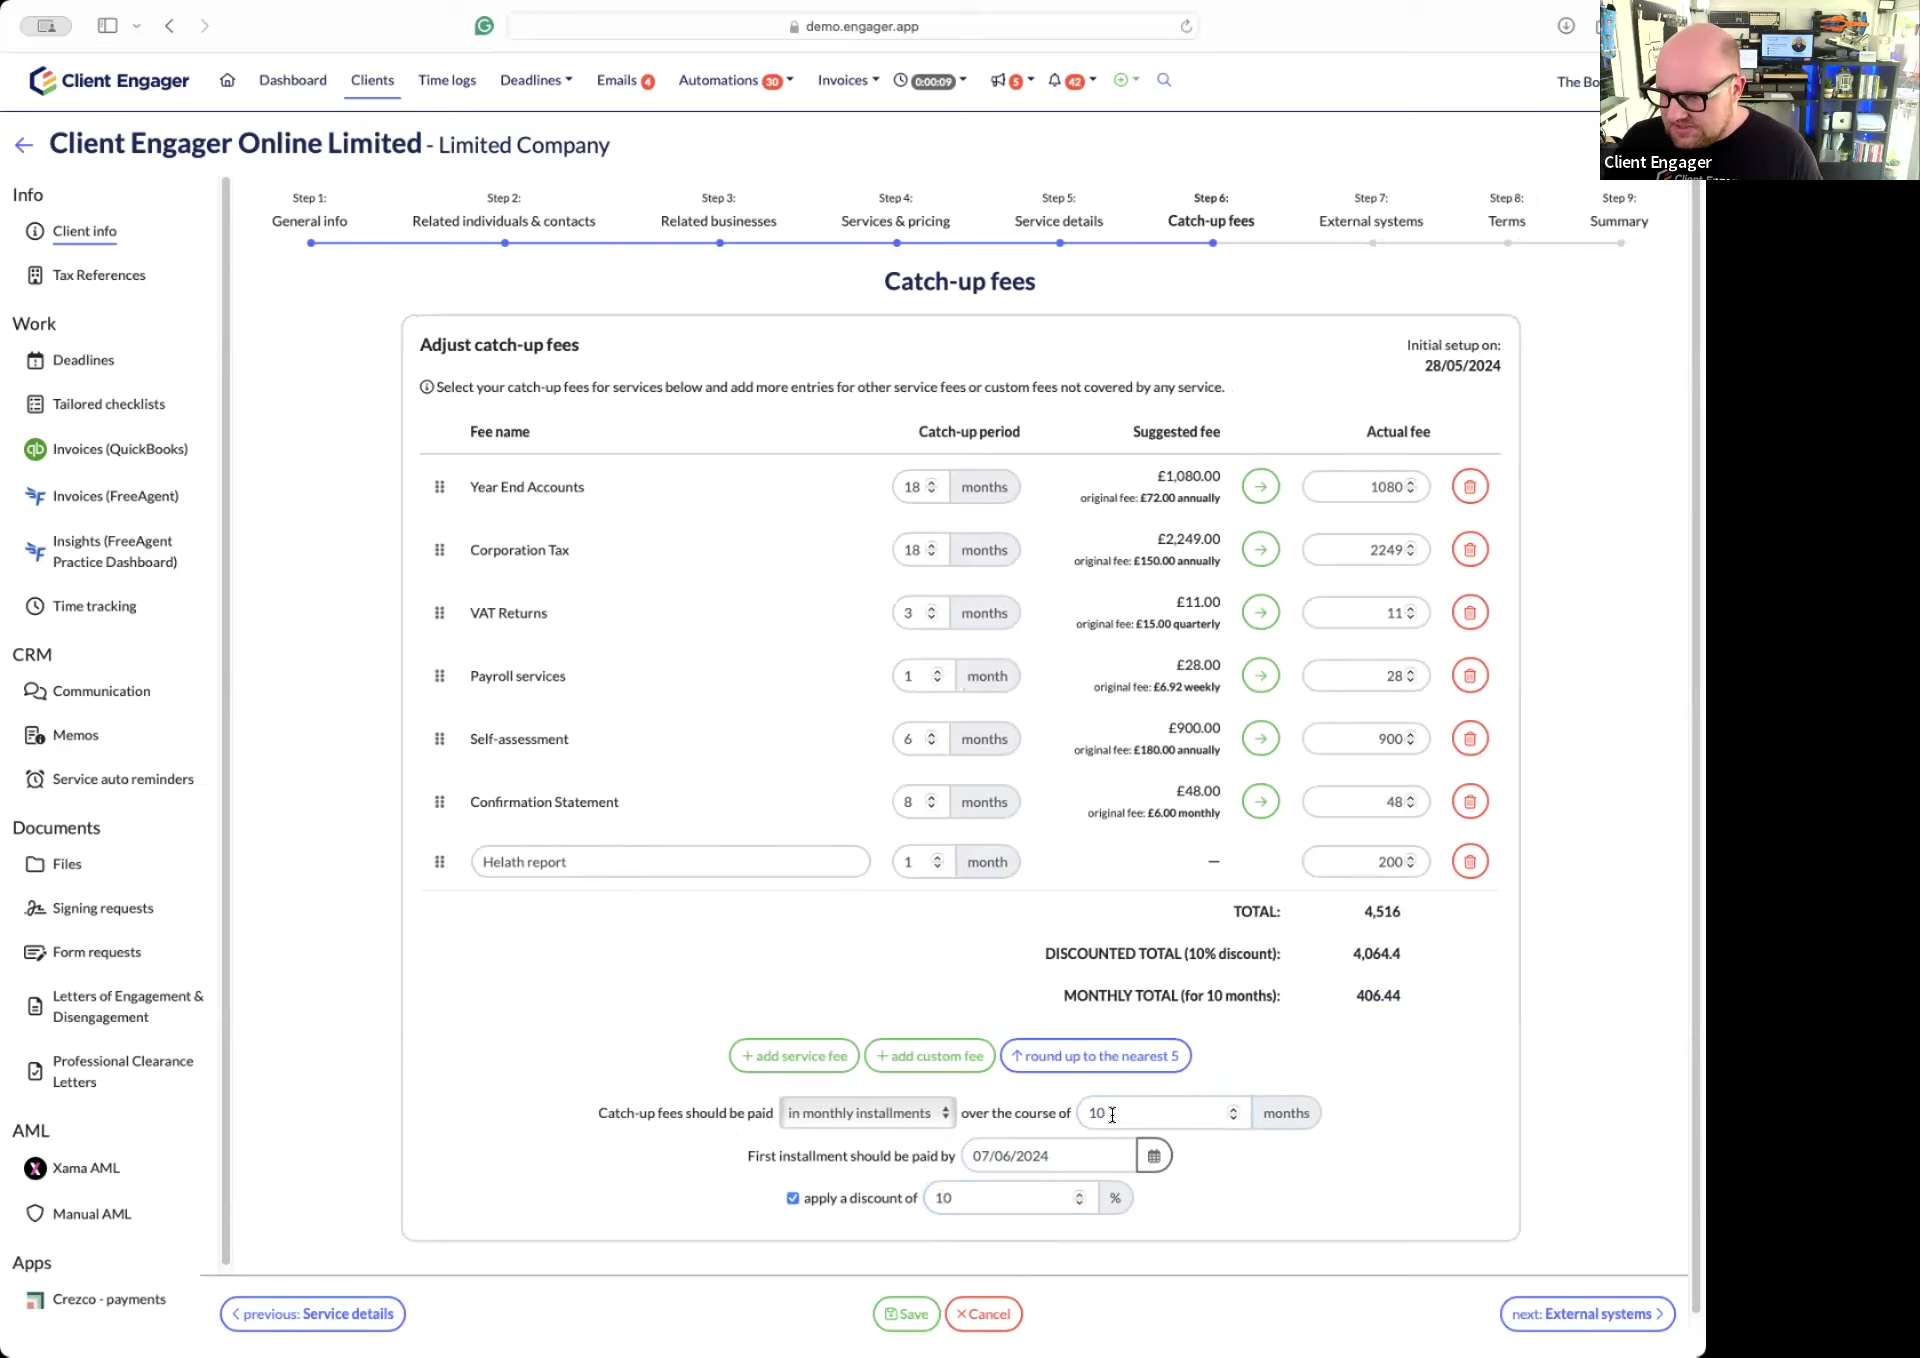 demo.engager.app
Client Engager
Dashboard
Clients
Time logs
Deadlines
Emails 4
Automations 30
Invoices
0:00:09
5
42
The Bo
Client Engager
Client Engager Online Limited - Limited Company
Info
Client info
Tax References
Work
Deadlines
Tailored checklists
qb Invoices (QuickBooks)
Invoices (FreeAgent)
Insights (FreeAgent
Practice Dashboard)
Time tracking
CRM
Communication
Memos
Service auto reminders
Documents
Files
Signing requests
Form requests
Letters of Engagement &
Disengagement
Professional Clearance
Letters
AML
Xama AML
Manual AML
Apps
Crezco - payments
Step 1:
General info
Step 2:
Related individuals & contacts
Step 3:
Related businesses
Step 4:
Services & pricing
Step 5:
Service details
Step 6:
Catch-up fees
Step 7:
External systems
Step 8:
Terms
Step 9:
Summary
Catch-up fees
Adjust catch-up fees
Initial setup on:
28/05/2024
Select your catch-up fees for services below and add more entries for other service fees or custom fees not covered by any service.
Fee name Catch-up period Suggested fee Actual fee
Year End Accounts 18 months £1,080.00 1080
original fee: £72.00 annually
Corporation Tax 18 months £2,249.00 2249
original fee: £150.00 annually
VAT Returns 3 months £11.00 11
original fee: £15.00 quarterly
Payroll services 1 month £28.00 28
original fee: £6.92 weekly
Self-assessment 6 months £900.00 900
original fee: £180.00 annually
Confirmation Statement 8 months £48.00 48
original fee: £6.00 monthly
Helath report 1 month – 200
TOTAL: 4,516
DISCOUNTED TOTAL (10% discount): 4,064.4
MONTHLY TOTAL (for 10 months): 406.44
+ add service fee
+ add custom fee
↑ round up to the nearest 5
Catch-up fees should be paid in monthly installments over the course of 10 months
First installment should be paid by 07/06/2024
apply a discount of 10 %
< previous: Service details
Save
× Cancel
next: External systems >